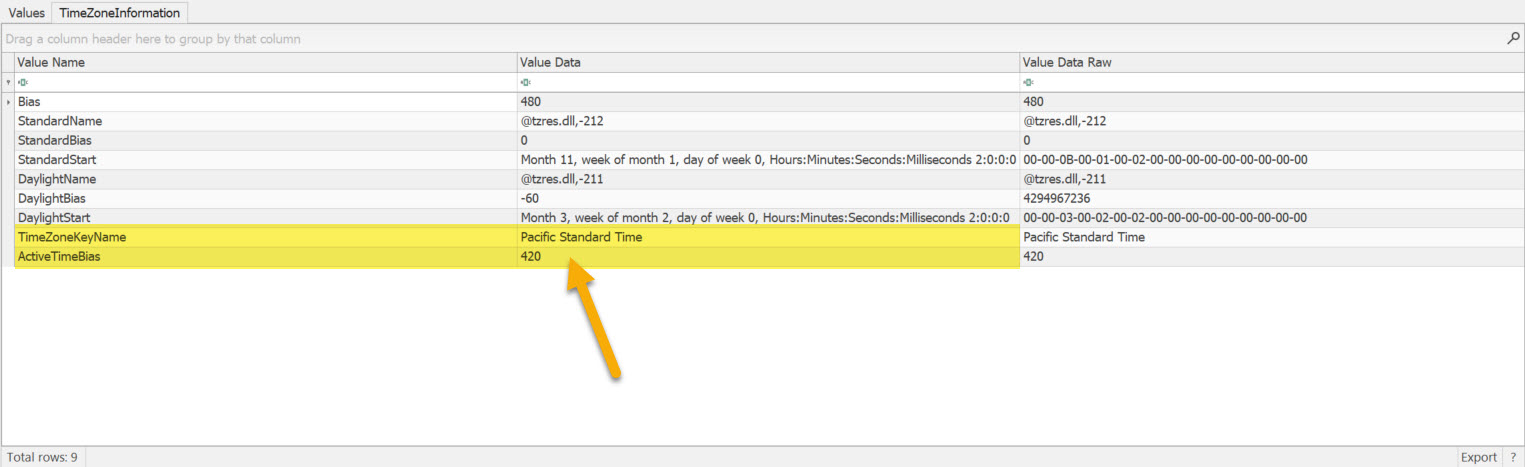 Values TimeZoneInformation
Drag a column header here to group by that column
Value Name Value Data Value Data Raw
Bias 480 480
StandardName @tzres.dll,-212 @tzres.dll,-212
StandardBias 0 0
StandardStart Month 11, week of month 1, day of week 0, Hours:Minutes:Seconds:Milliseconds 2:0:0:0 00-00-0B-00-01-00-02-00-00-00-00-00-00-00-00-00
DaylightName @tzres.dll,-211 @tzres.dll,-211
DaylightBias -60 4294967236
DaylightStart Month 3, week of month 2, day of week 0, Hours:Minutes:Seconds:Milliseconds 2:0:0:0 00-00-03-00-02-00-02-00-00-00-00-00-00-00-00-00
TimeZoneKeyName Pacific Standard Time Pacific Standard Time
ActiveTimeBias 420 420
Total rows: 9 Export ?